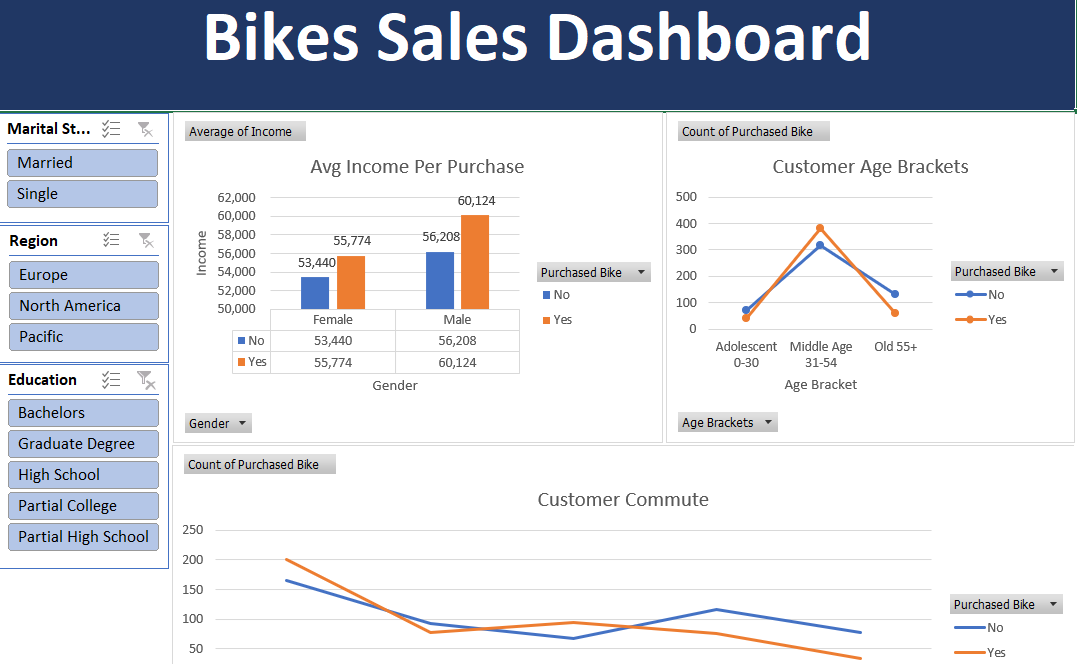 Bikes Sales Dashboard
Marital St...
Married
Single
Region
Europe
North America
Pacific
Education
Bachelors
Graduate Degree
High School
Partial College
Partial High School
Average of Income
Avg Income Per Purchase
62,000
60,000
58,000
56,000
54,000
52,000
50,000
Income
53,440
55,774
56,208
60,124
Female Male
No 53,440 56,208
Yes 55,774 60,124
Gender
Purchased Bike
No
Yes
Gender
Count of Purchased Bike
Customer Age Brackets
500
400
300
200
100
0
Adolescent Middle Age Old 55+
0-30 31-54
Age Bracket
Purchased Bike
No
Yes
Age Brackets
Count of Purchased Bike
Customer Commute
250
200
150
100
50
Purchased Bike
No
Yes